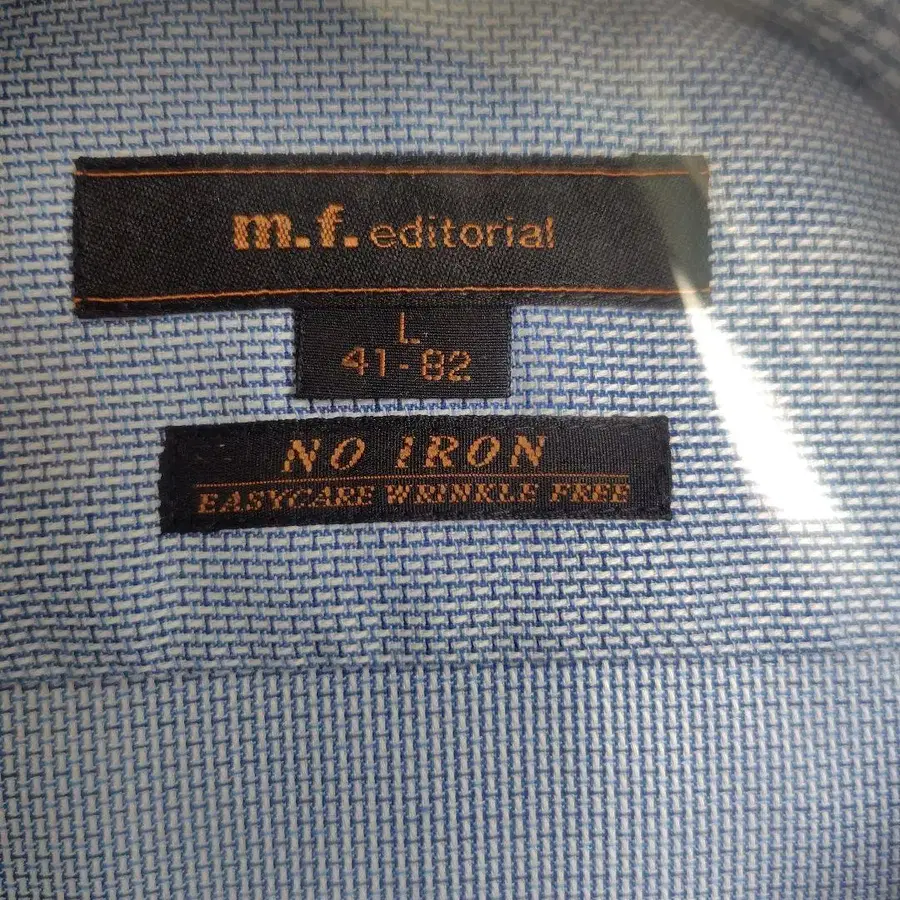 m.f. editorial
L
41-82
NO IRON
EASYCARE WRINKLE FREE